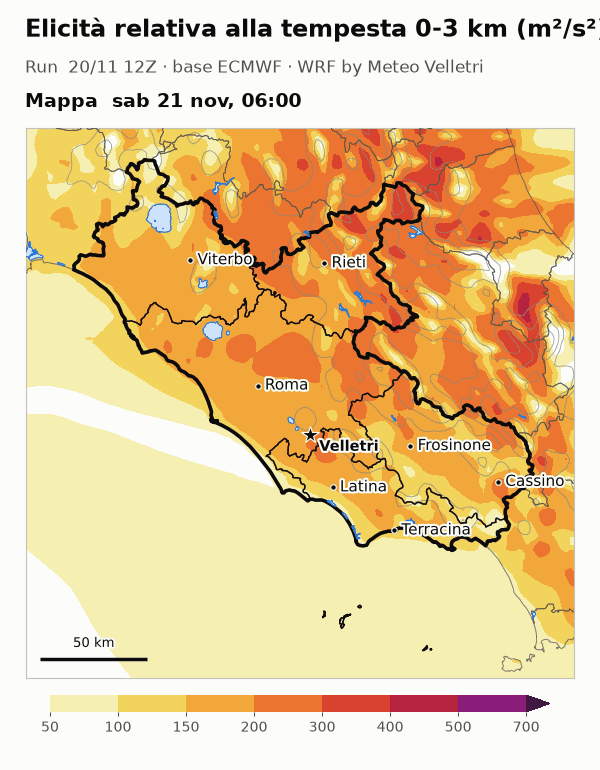 Elicità relativa alla tempesta 0-3 km (m²/s²)
Run 20/11 12Z · base ECMWF · WRF by Meteo Velletri
Mappa sab 21 nov, 06:00
Viterbo
Rieti
Roma
Velletri
Frosinone
Cassino
Latina
Terracina
50 km
50 100 150 200 300 400 500 700